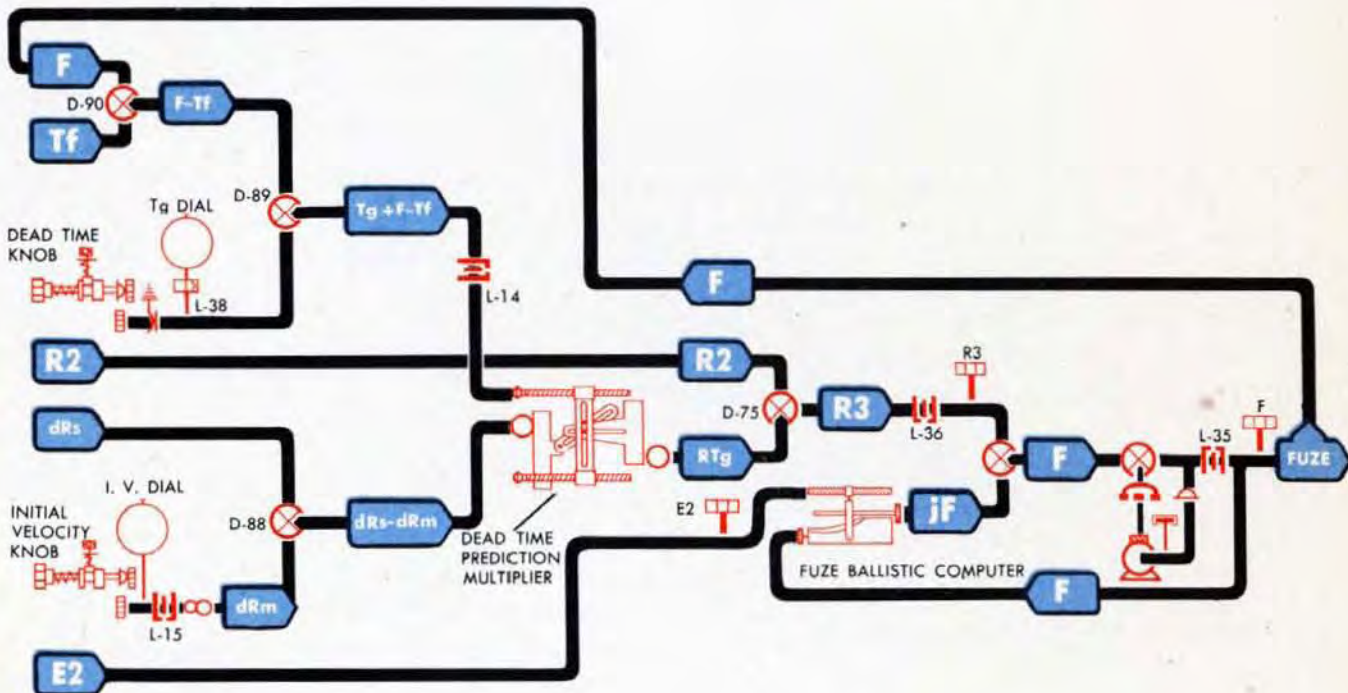 F
D-90
F-Tf
Tf
D-89
Tg DIAL
Tg + F-Tf
DEAD TIME
KNOB
L-38
L-14
F
R2
R2
R3
D-75
R3
L-36
dRs
RTg
F
F
L-35
FUZE
I. V. DIAL
INITIAL
VELOCITY
KNOB
D-88
dRs-dRm
DEAD TIME
PREDICTION
MULTIPLIER
E2
jF
FUZE BALLISTIC COMPUTER
F
dRm
L-15
E2